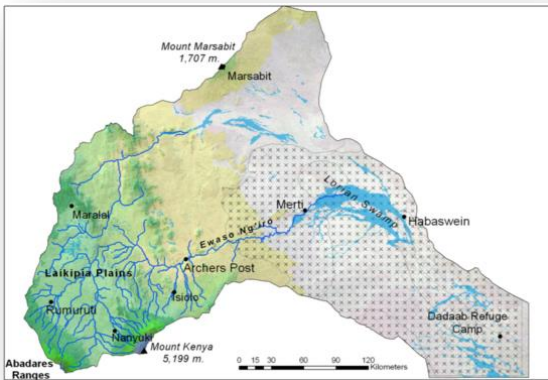 Mount Marsabit
1,707 m.
Marsabit
Lorian Swamp
Merti
Habaswein
Maralel
Ewaso Ng'iro
Archers Post
Laikipia Plains
Isiolo
Rumuruti
Dadaab Refuge
Camp
Nanyuki
Mount Kenya
5,199 m.
Abadares
Ranges
0 15 30 60 90 120
Kilometers